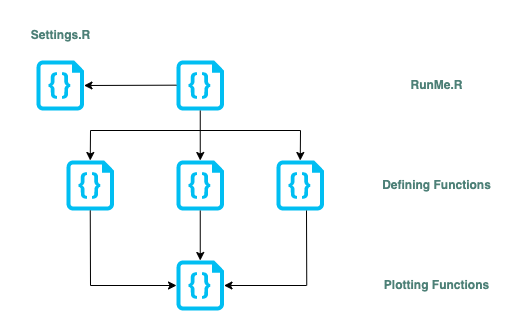 Settings.R
{ }
{ }
RunMe.R
{ }
{ }
{ }
Defining Functions
{ }
Plotting Functions